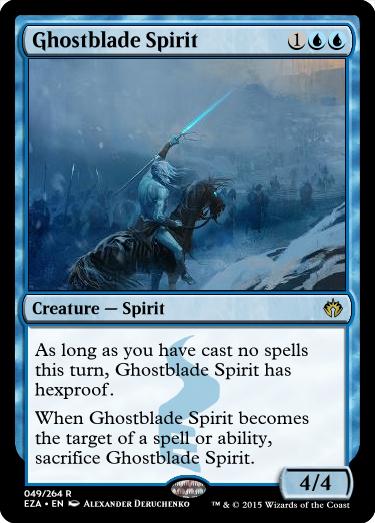 Ghostblade Spirit 1
Creature — Spirit
As long as you have cast no spells
this turn, Ghostblade Spirit has
hexproof.
When Ghostblade Spirit becomes
the target of a spell or ability,
sacrifice Ghostblade Spirit.
4/4
049/264 R
EZA • EN ALEXANDER DERUCHENKO ™ & © 2015 Wizards of the Coast